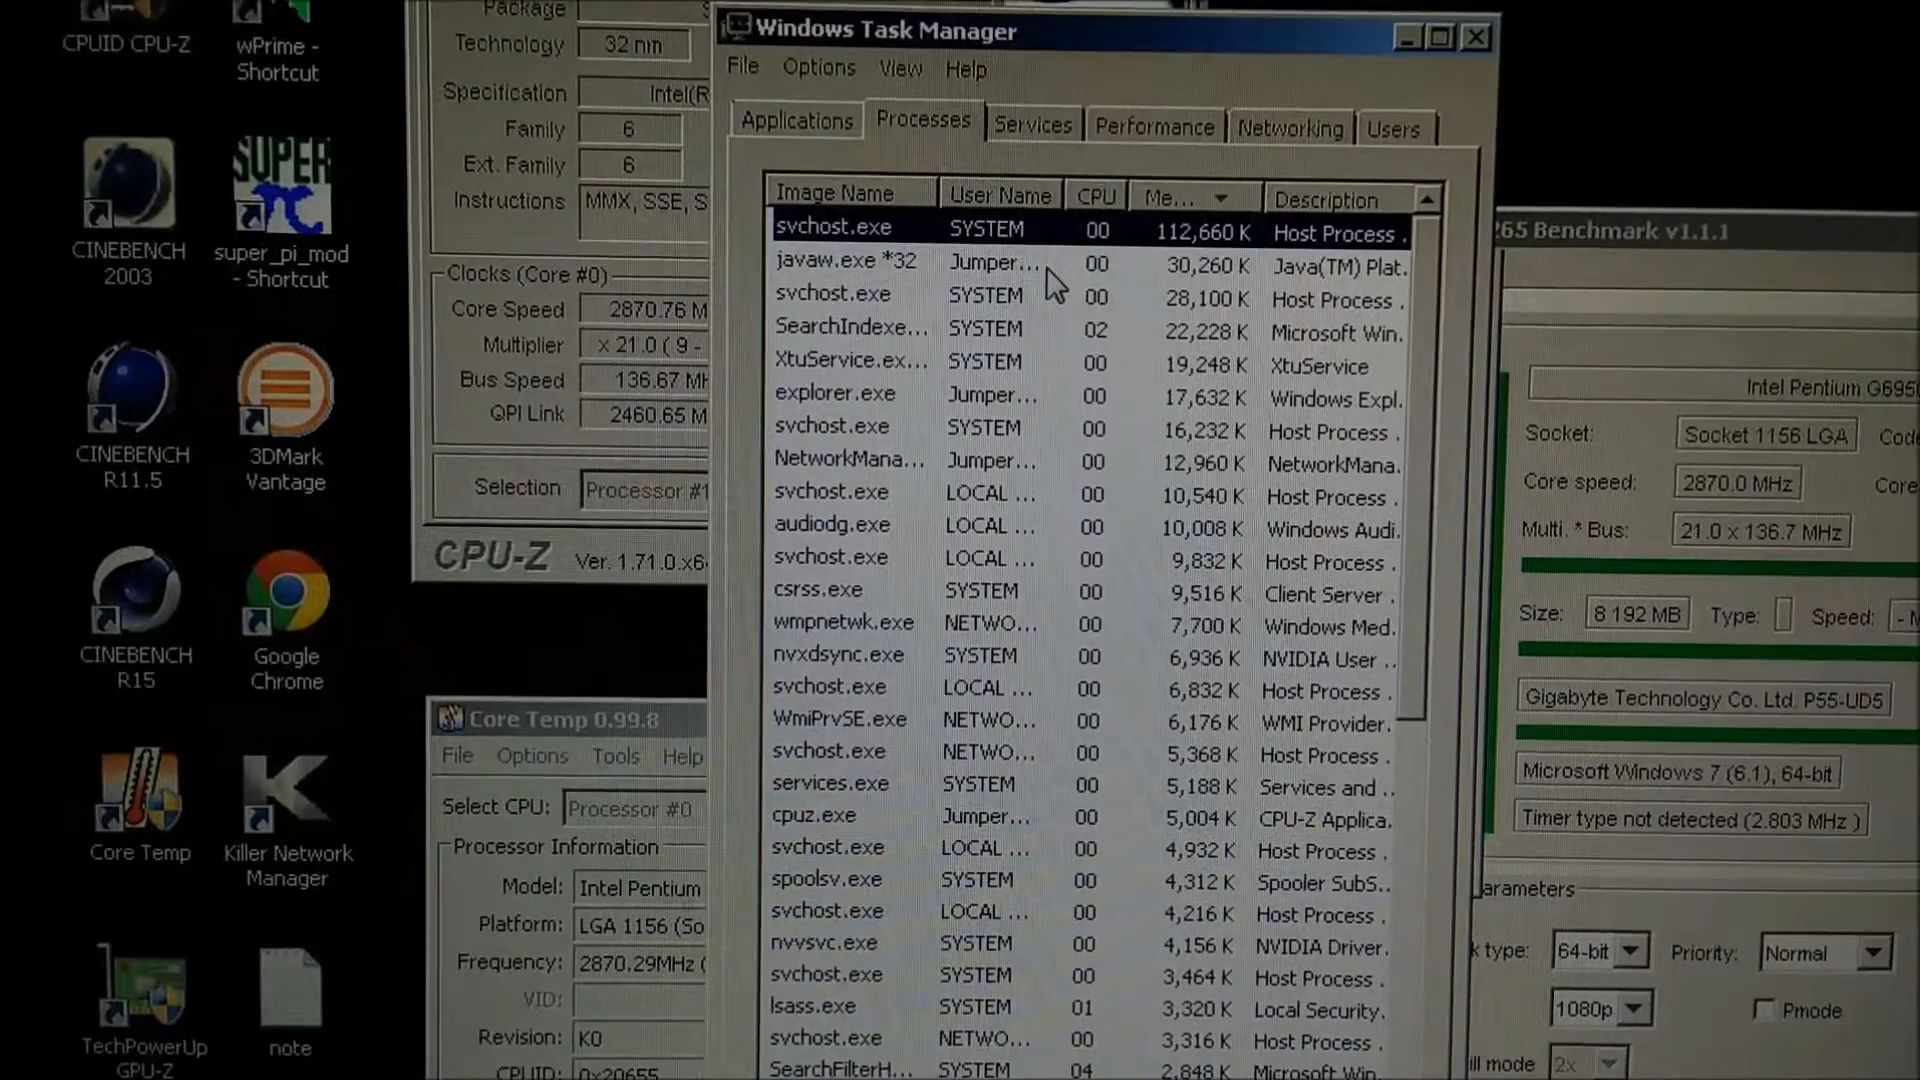 CPUID CPU-Z
wPrime -
Shortcut
CINEBENCH
2003
SUPER
super_pi_mod
- Shortcut
CINEBENCH
R11.5
3DMark
Vantage
CINEBENCH
R15
Google
Chrome
Core Temp
Killer Network
Manager
TechPowerUp
GPU-Z
note
Package
Technology 32 nm
Specification Intel(R
Family 6
Ext. Family 6
Instructions MMX, SSE, S
Clocks (Core #0)
Core Speed 2870.76 M
Multiplier x 21.0 ( 9 -
Bus Speed 136.67 MH
QPI Link 2460.65 M
Selection Processor #1
CPU-Z Ver. 1.71.0.x6
Core Temp 0.99.8
File Options Tools Help
Select CPU: Processor #0
Processor Information
Model: Intel Pentium
Platform: LGA 1156 (So
Frequency: 2870.29MHz (
VID:
Revision: K0
CPUID: 0x20655
Windows Task Manager
File Options View Help
Applications Processes Services Performance Networking Users
Image Name User Name CPU Me... Description
svchost.exe SYSTEM 00 112,660 K Host Process .
javaw.exe *32 Jumper... 00 30,260 K Java(TM) Plat.
svchost.exe SYSTEM 00 28,100 K Host Process .
SearchIndexe... SYSTEM 02 22,228 K Microsoft Win.
XtuService.ex... SYSTEM 00 19,248 K XtuService
explorer.exe Jumper... 00 17,632 K Windows Expl.
svchost.exe SYSTEM 00 16,232 K Host Process .
NetworkMana... Jumper... 00 12,960 K NetworkMana.
svchost.exe LOCAL ... 00 10,540 K Host Process .
audiodg.exe LOCAL ... 00 10,008 K Windows Audi.
svchost.exe LOCAL ... 00 9,832 K Host Process .
csrss.exe SYSTEM 00 9,516 K Client Server .
wmpnetwk.exe NETWO... 00 7,700 K Windows Med.
nvxdsync.exe SYSTEM 00 6,936 K NVIDIA User ..
svchost.exe LOCAL ... 00 6,832 K Host Process .
WmiPrvSE.exe NETWO... 00 6,176 K WMI Provider.
svchost.exe NETWO... 00 5,368 K Host Process .
services.exe SYSTEM 00 5,188 K Services and ..
cpuz.exe Jumper... 00 5,004 K CPU-Z Applica.
svchost.exe LOCAL ... 00 4,932 K Host Process .
spoolsv.exe SYSTEM 00 4,312 K Spooler SubS..
svchost.exe LOCAL ... 00 4,216 K Host Process .
nvvsvc.exe SYSTEM 00 4,156 K NVIDIA Driver.
svchost.exe SYSTEM 00 3,464 K Host Process .
lsass.exe SYSTEM 01 3,320 K Local Security.
svchost.exe NETWO... 00 3,316 K Host Process .
SearchFilterH... SYSTEM 04 2,848 K Microsoft Win.
265 Benchmark v1.1.1
Intel Pentium G695
Socket: Socket 1156 LGA Code
Core speed: 2870.0 MHz Core
Multi. * Bus: 21.0 x 136.7 MHz
Size: 8 192 MB Type: Speed: - M
Gigabyte Technology Co. Ltd. P55-UD5
Microsoft Windows 7 (6.1), 64-bit
Timer type not detected (2.803 MHz )
arameters
k type: 64-bit Priority: Normal
1080p Pmode
ill mode 2x